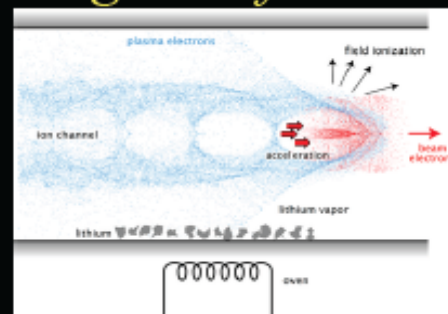 plasma electrons
field ionization
ion channel
acceleration
beam
electron
lithium vapor
lithium
oven